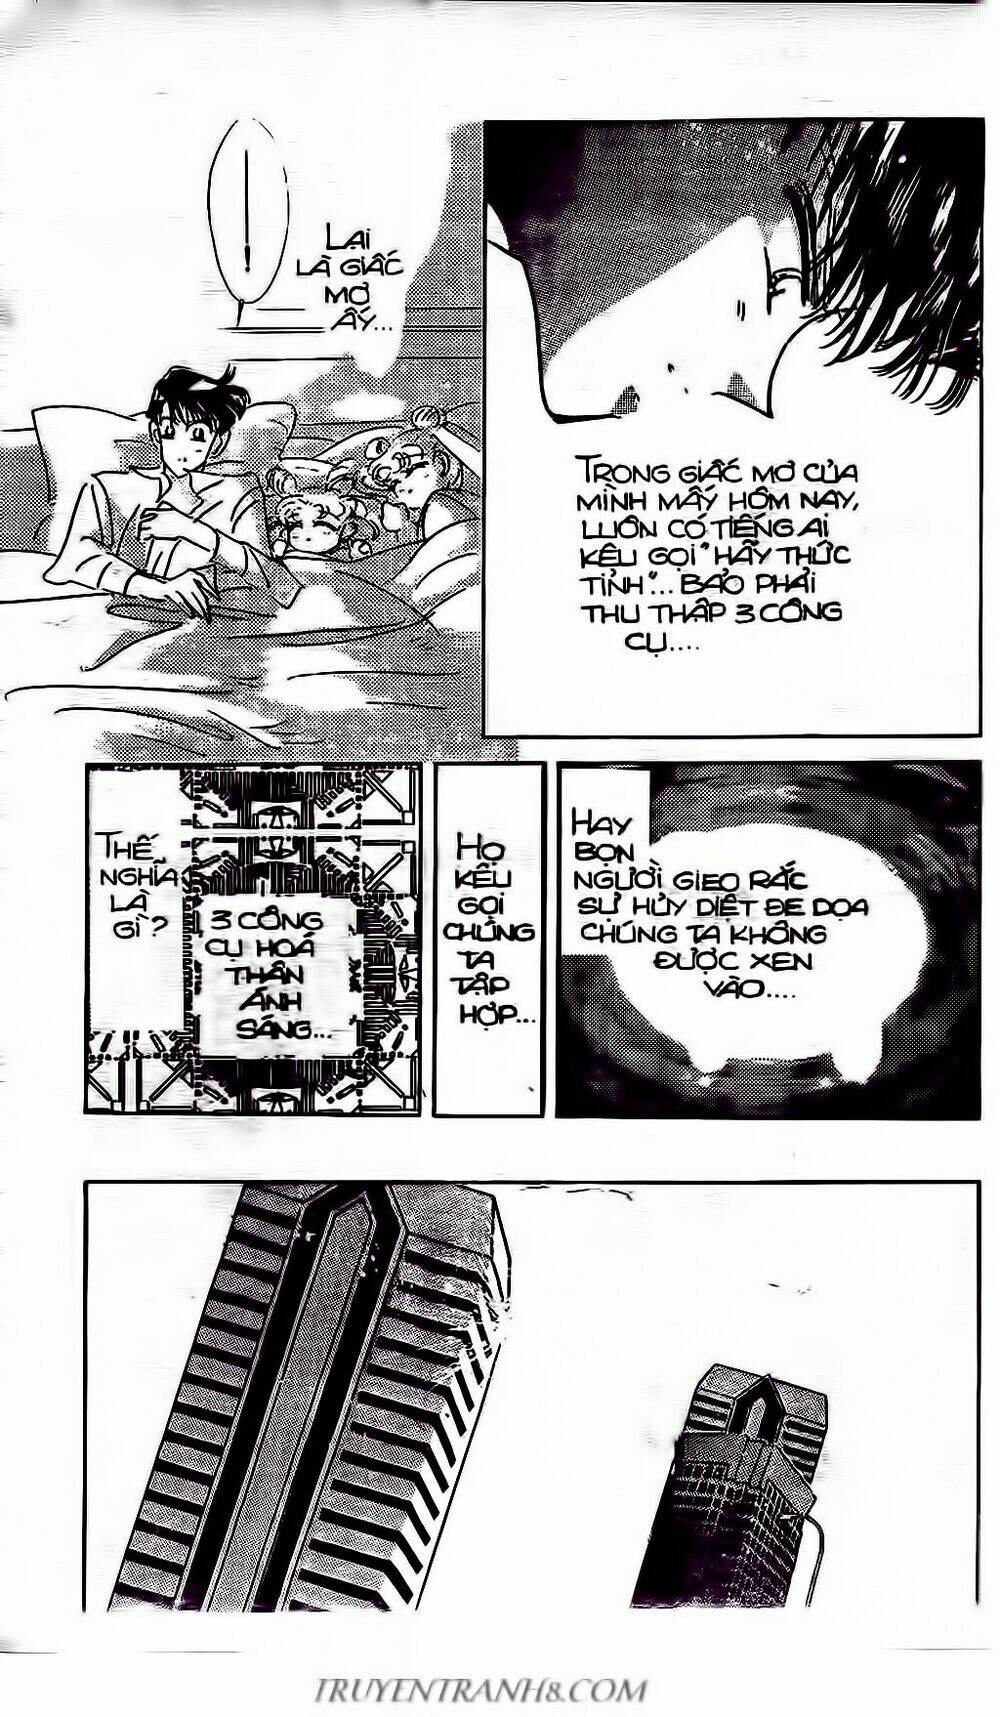 !
LẠI
LÀ GIẤC
MƠ
ẤY...
TRONG GIẤC MƠ CỦA
MÌNH MẤY HÔM NAY,
LUÔN CÓ TIẾNG AI
KÊU GỌI "HÃY THỨC
TỈNH"... BẢO PHẢI
THU THẬP 3 CÔNG
CỤ....
THẾ
NGHĨA
LÀ
GÌ?
3 CÔNG
CỤ HOÁ
THÂN
ÁNH
SÁNG...
HỌ
KÊU
GỌI
CHÚNG
TA
TẬP
HỢP...
HAY
BỌN
NGƯỜI GIEO RẮC
SỰ HỦY DIỆT ĐE DỌA
CHÚNG TA KHÔNG
ĐƯỢC XEN
VÀO....
TRUYENTRANH8.COM